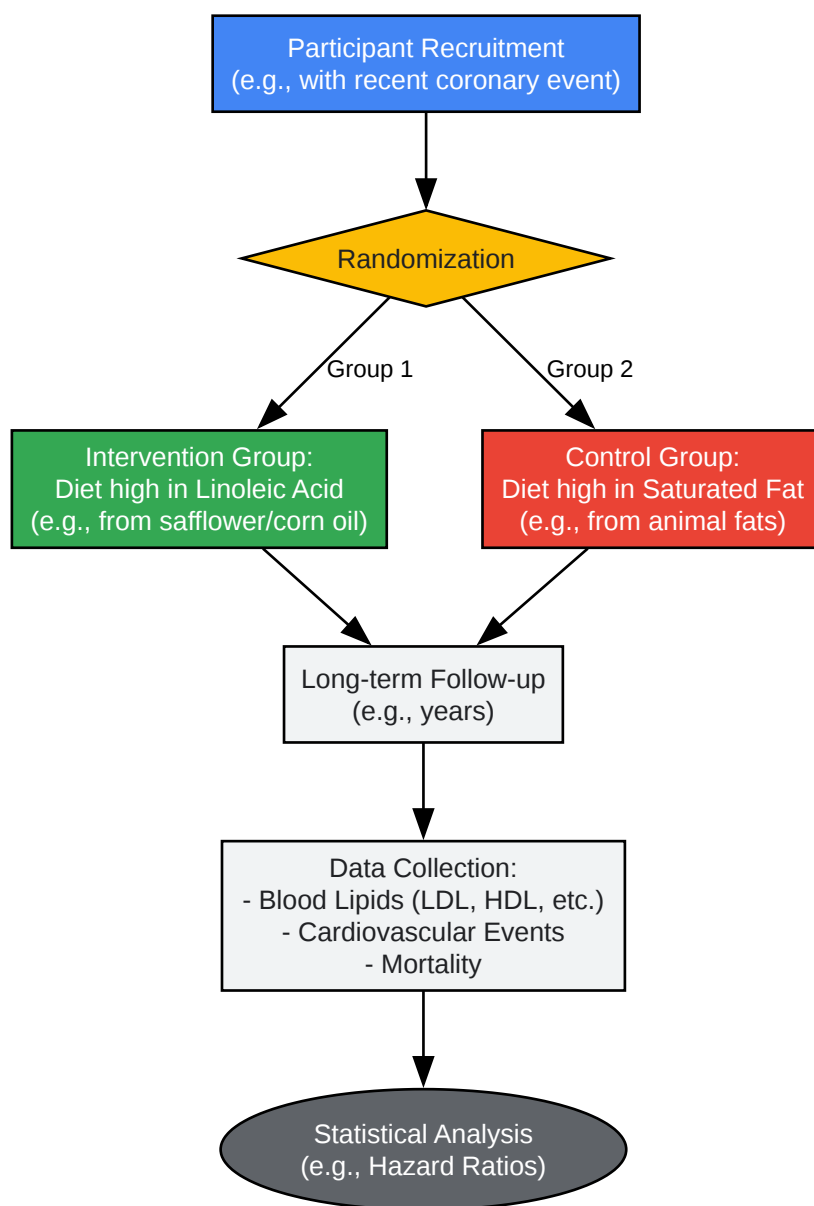 Participant Recruitment
(e.g., with recent coronary event)
Randomization
Group 1
Group 2
Intervention Group:
Diet high in Linoleic Acid
(e.g., from safflower/corn oil)
Control Group:
Diet high in Saturated Fat
(e.g., from animal fats)
Long-term Follow-up
(e.g., years)
Data Collection:
- Blood Lipids (LDL, HDL, etc.)
- Cardiovascular Events
- Mortality
Statistical Analysis
(e.g., Hazard Ratios)